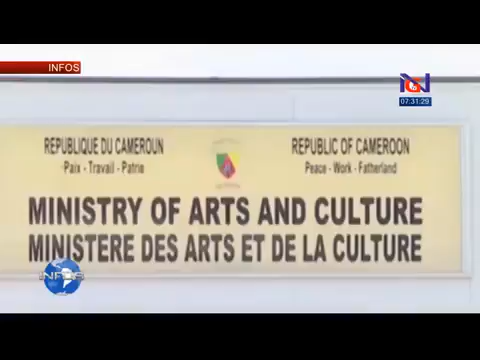 INFOS
07:31:29
REPUBLIQUE DU CAMEROUN
Paix - Travail - Patrie
REPUBLIC OF CAMEROON
Peace - Work - Fatherland
MINISTRY OF ARTS AND CULTURE
MINISTERE DES ARTS ET DE LA CULTURE
INFOS